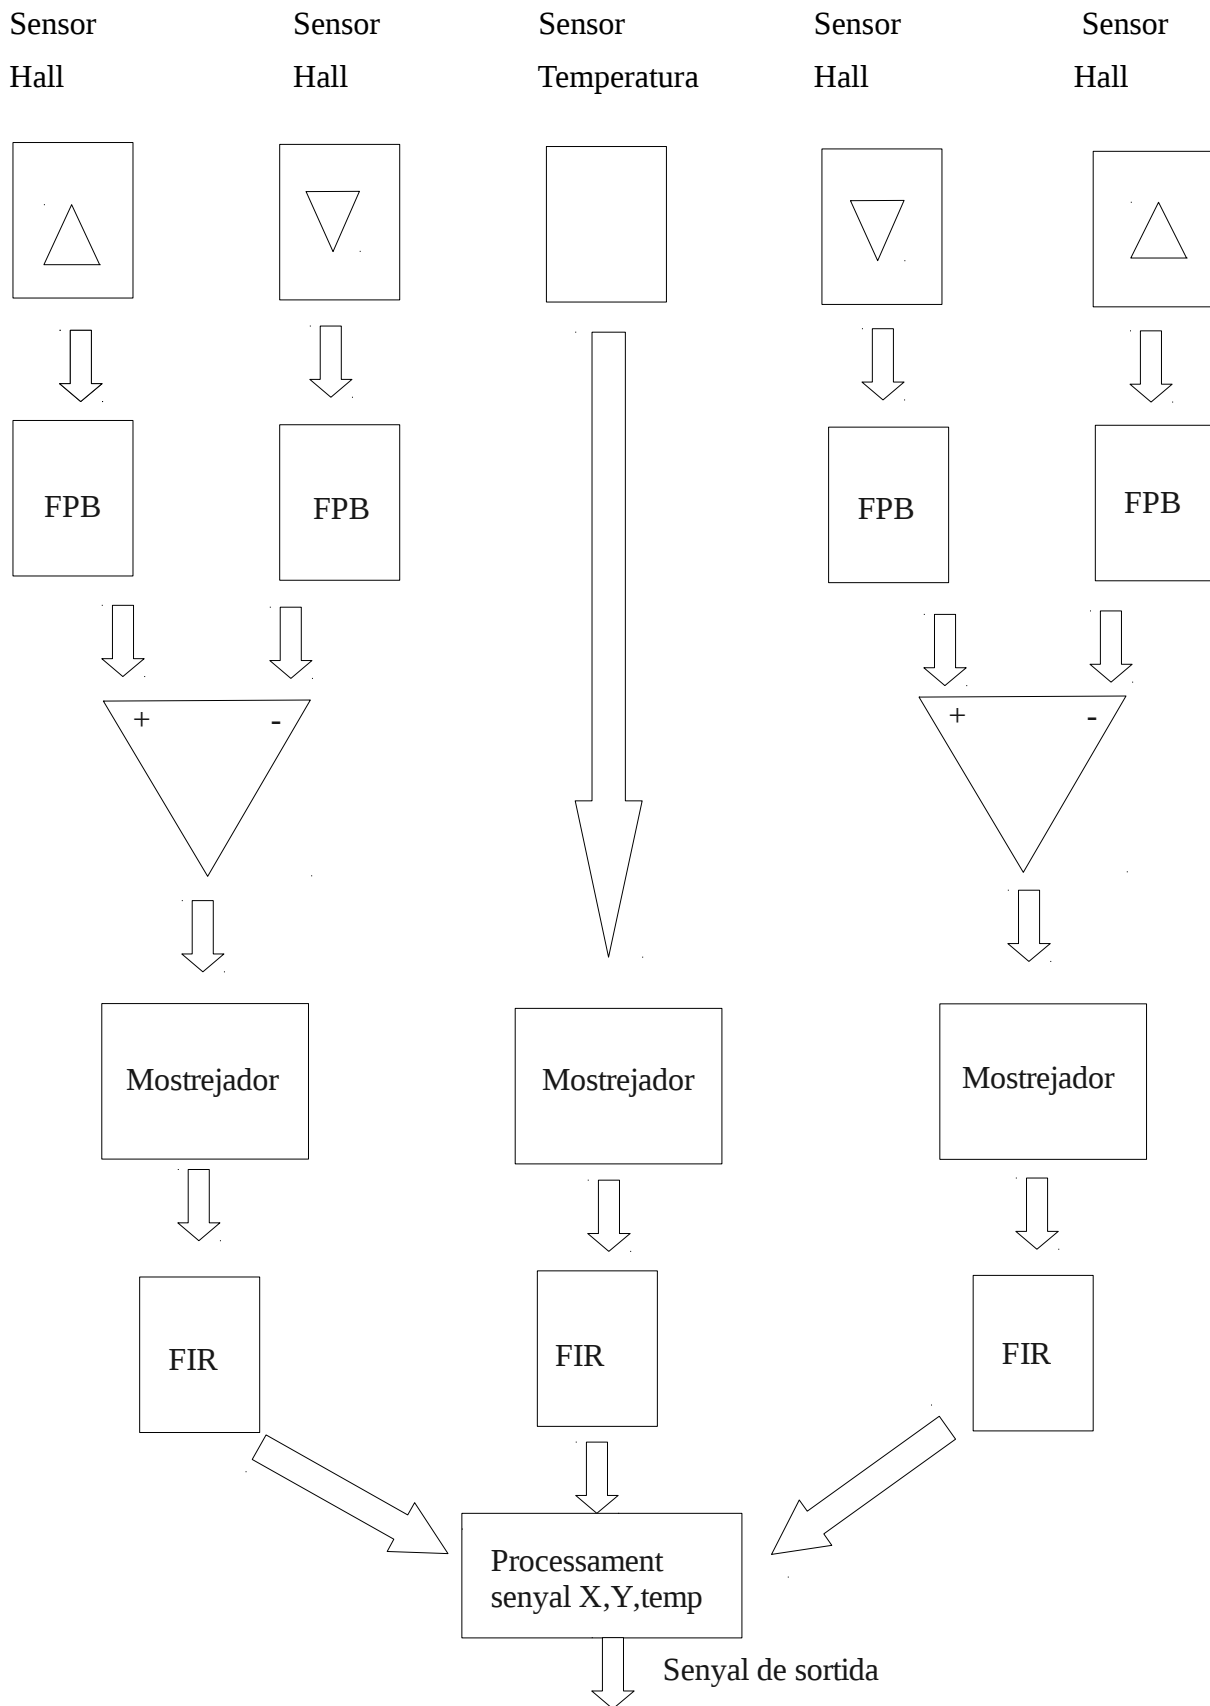 Sensor
Hall
Sensor
Hall
Sensor
Temperatura
Sensor
Hall
Sensor
Hall
FPB
FPB
FPB
FPB
+ -
+ -
Mostrejador
Mostrejador
Mostrejador
FIR
FIR
FIR
Processament
senyal X,Y,temp
Senyal de sortida